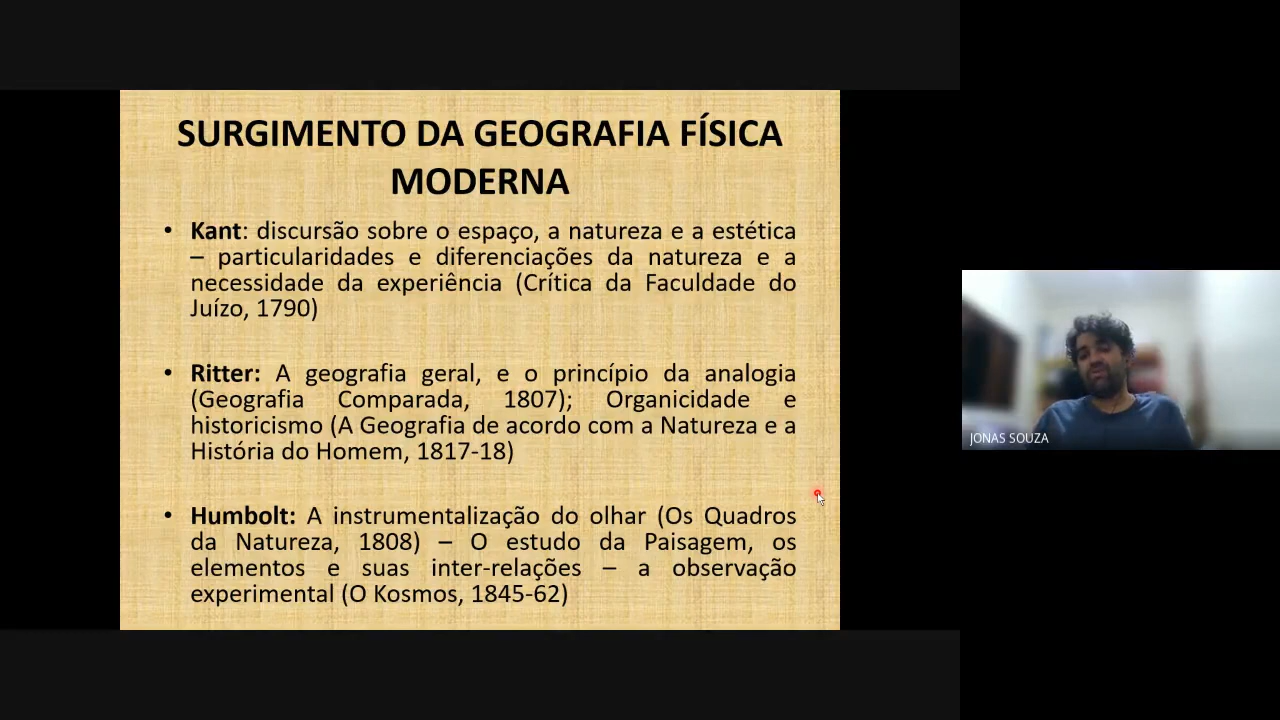 SURGIMENTO DA GEOGRAFIA FÍSICA
MODERNA
• Kant: discursão sobre o espaço, a natureza e a estética
– particularidades e diferenciações da natureza e a
necessidade da experiência (Crítica da Faculdade do
Juízo, 1790)
• Ritter: A geografia geral, e o princípio da analogia
(Geografia Comparada, 1807); Organicidade e
historicismo (A Geografia de acordo com a Natureza e a
História do Homem, 1817-18)
• Humbolt: A instrumentalização do olhar (Os Quadros
da Natureza, 1808) – O estudo da Paisagem, os
elementos e suas inter-relações – a observação
experimental (O Kosmos, 1845-62)
JONAS SOUZA